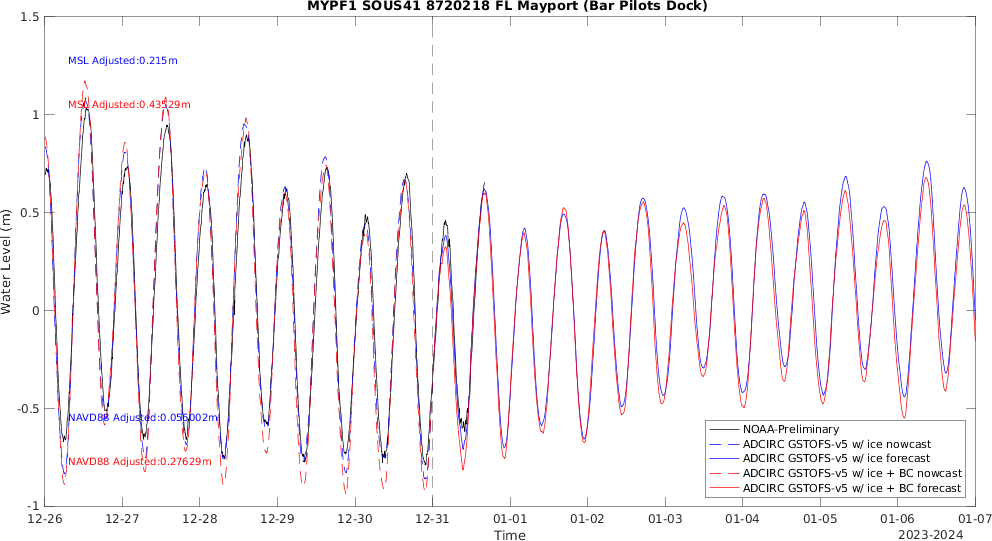 MYPF1 SOUS41 8720218 FL Mayport (Bar Pilots Dock)
1.5
MSL Adjusted:0.215m
MSL Adjusted:0.43529m
1
0.5
Water Level (m)
0
-0.5
NAVD88 Adjusted:0.056002m
NAVD88 Adjusted:0.27629m
-1
NOAA-Preliminary
ADCIRC GSTOFS-v5 w/ ice nowcast
ADCIRC GSTOFS-v5 w/ ice forecast
ADCIRC GSTOFS-v5 w/ ice + BC nowcast
ADCIRC GSTOFS-v5 w/ ice + BC forecast
12-26 12-27 12-28 12-29 12-30 12-31 01-01 01-02 01-03 01-04 01-05 01-06 01-07
Time
2023-2024